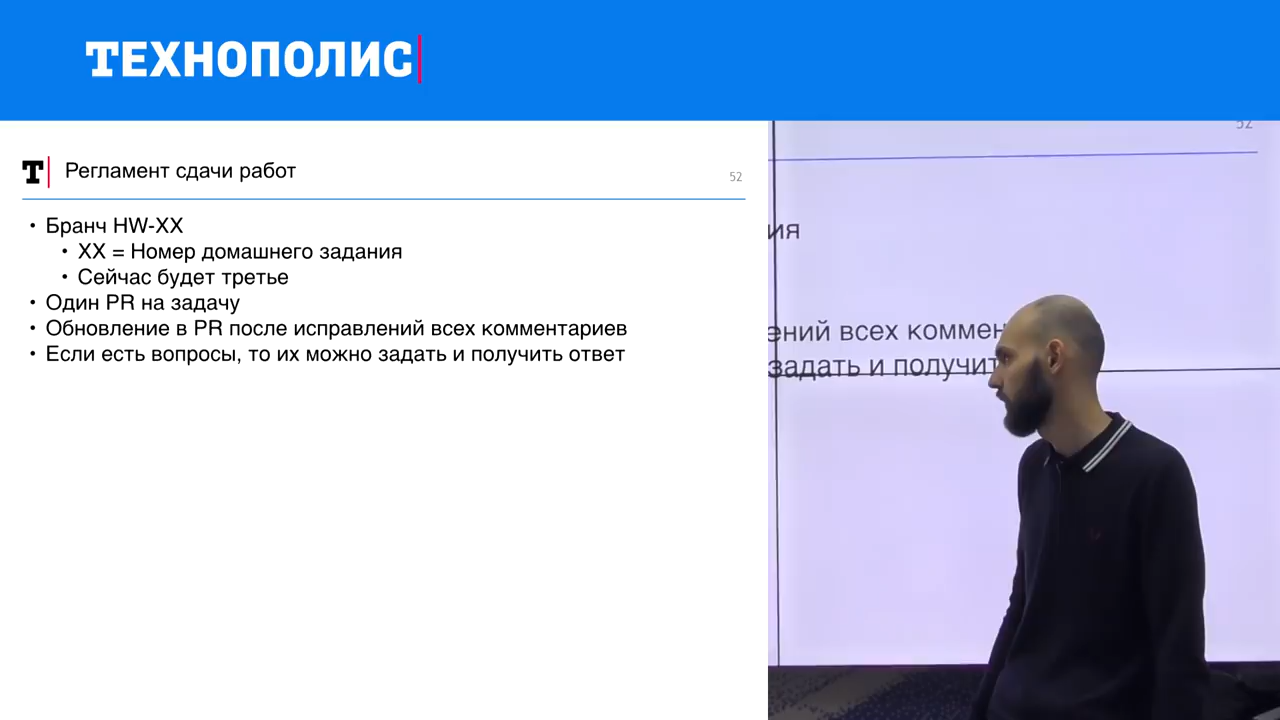 ТЕХНОПОЛИС
Т Регламент сдачи работ
52
• Бранч HW-XX
• XX = Номер домашнего задания
• Сейчас будет третье
• Один PR на задачу
• Обновление в PR после исправлений всех комментариев
• Если есть вопросы, то их можно задать и получить ответ
52
ия
ений всех коммен
задать и получит